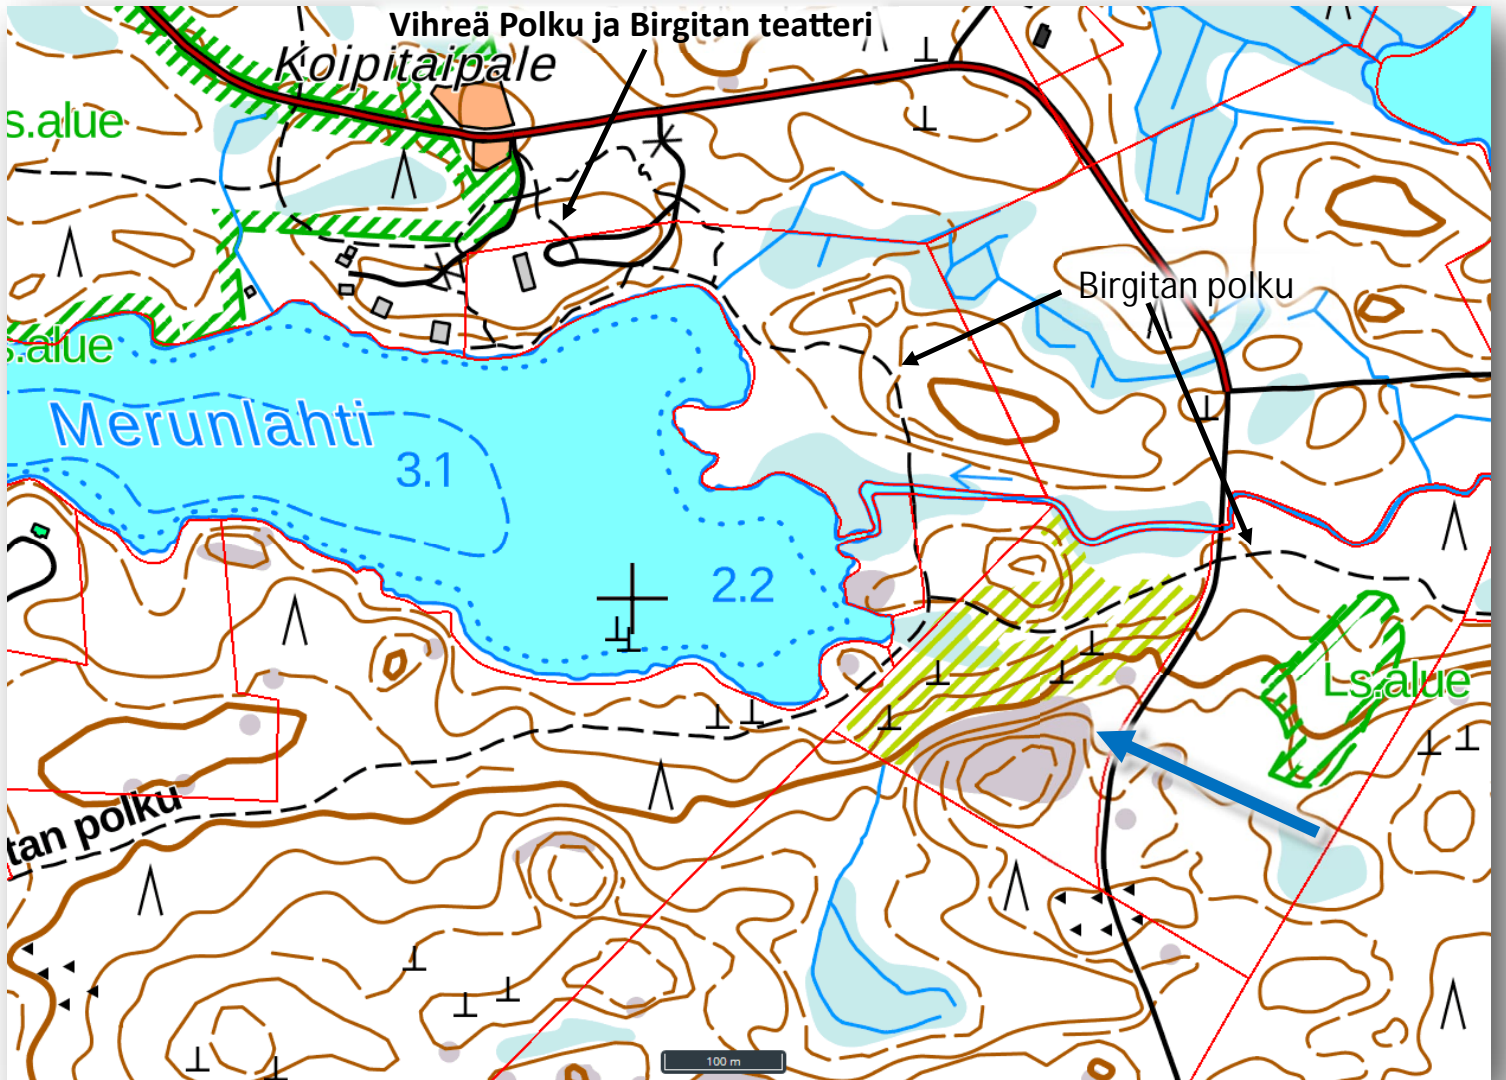 Vihreä Polku ja Birgitan teatteri
Koipitaipale
s.alue
Birgitan polku
s.alue
Merunlahti
3.1
2.2
Ls.alue
tan polku
100 m